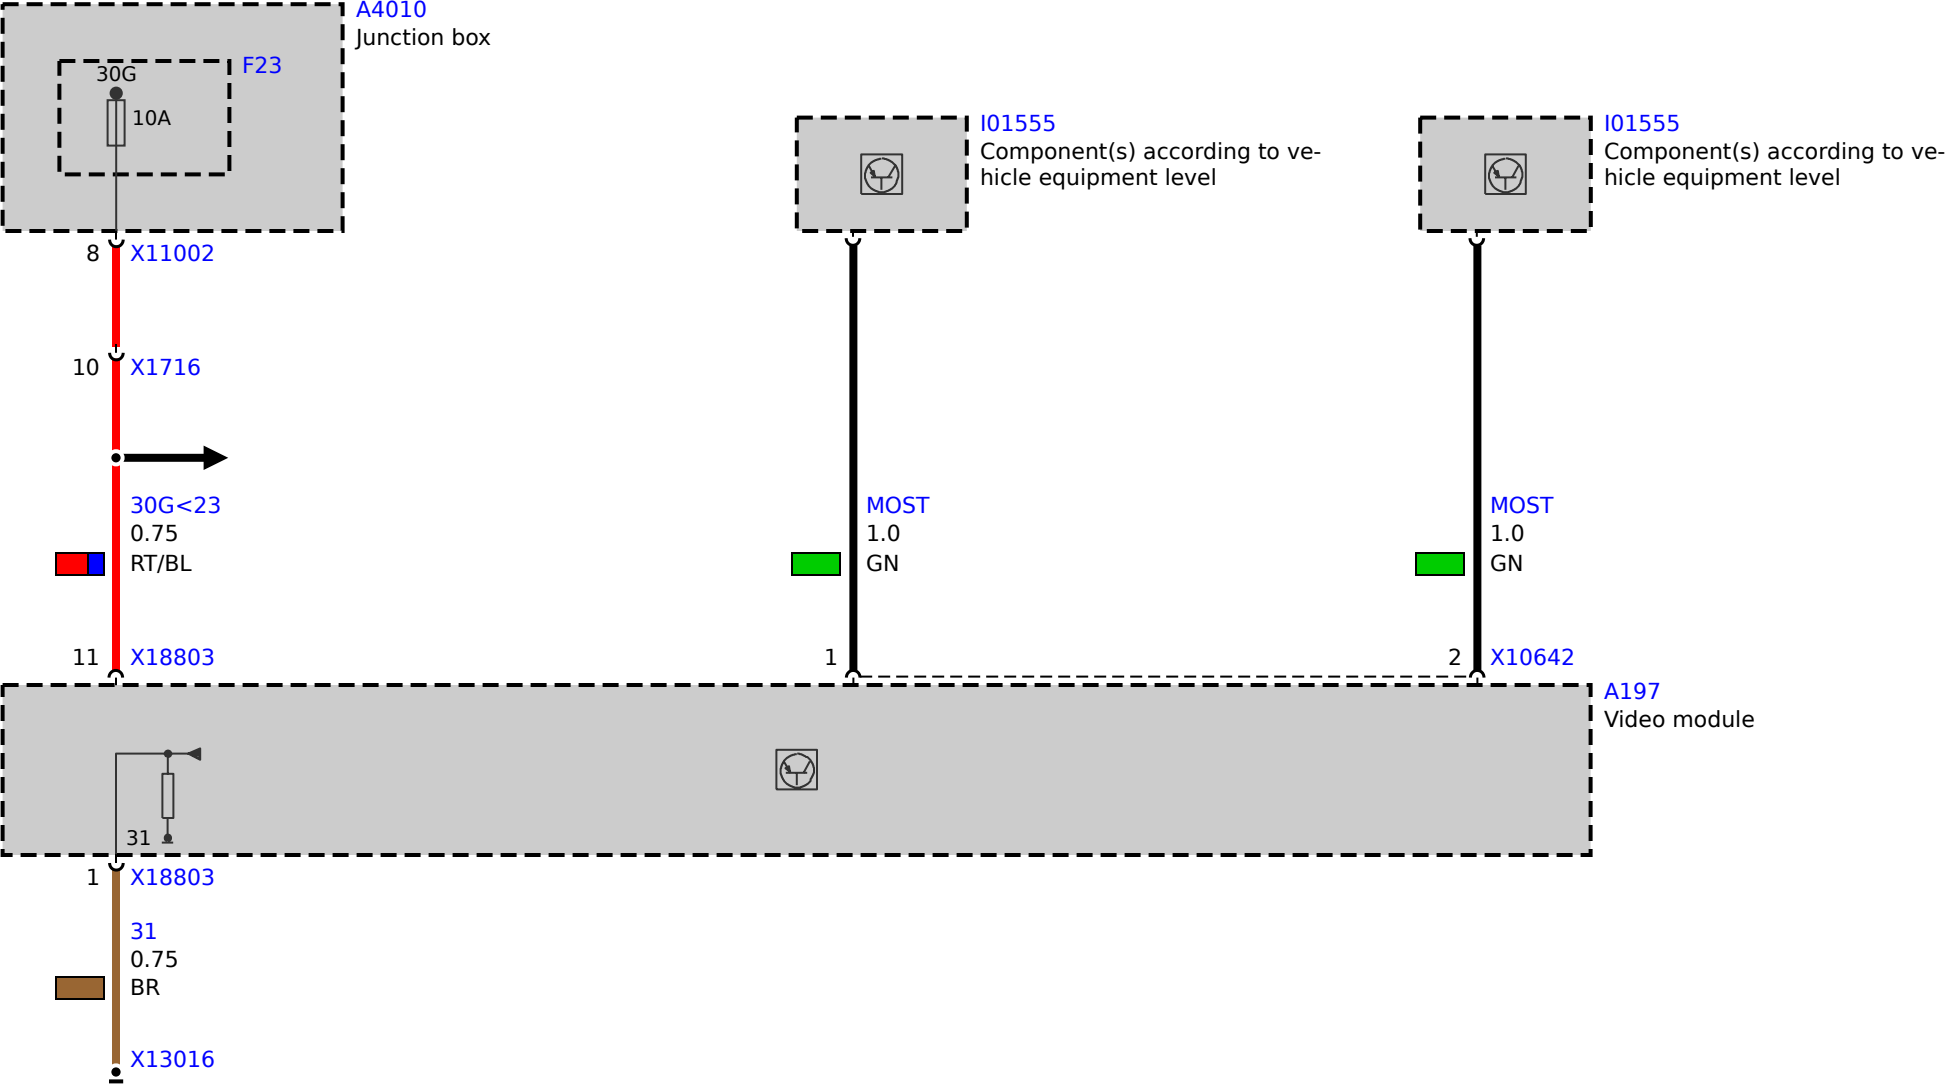 A4010
Junction box
30G
F23
10A
I01555
Component(s) according to ve-
hicle equipment level
I01555
Component(s) according to ve-
hicle equipment level
8 X11002
10 X1716
30G<23
0.75
RT/BL
MOST
1.0
GN
MOST
1.0
GN
11 X18803
1
2 X10642
A197
Video module
31
1 X18803
31
0.75
BR
X13016